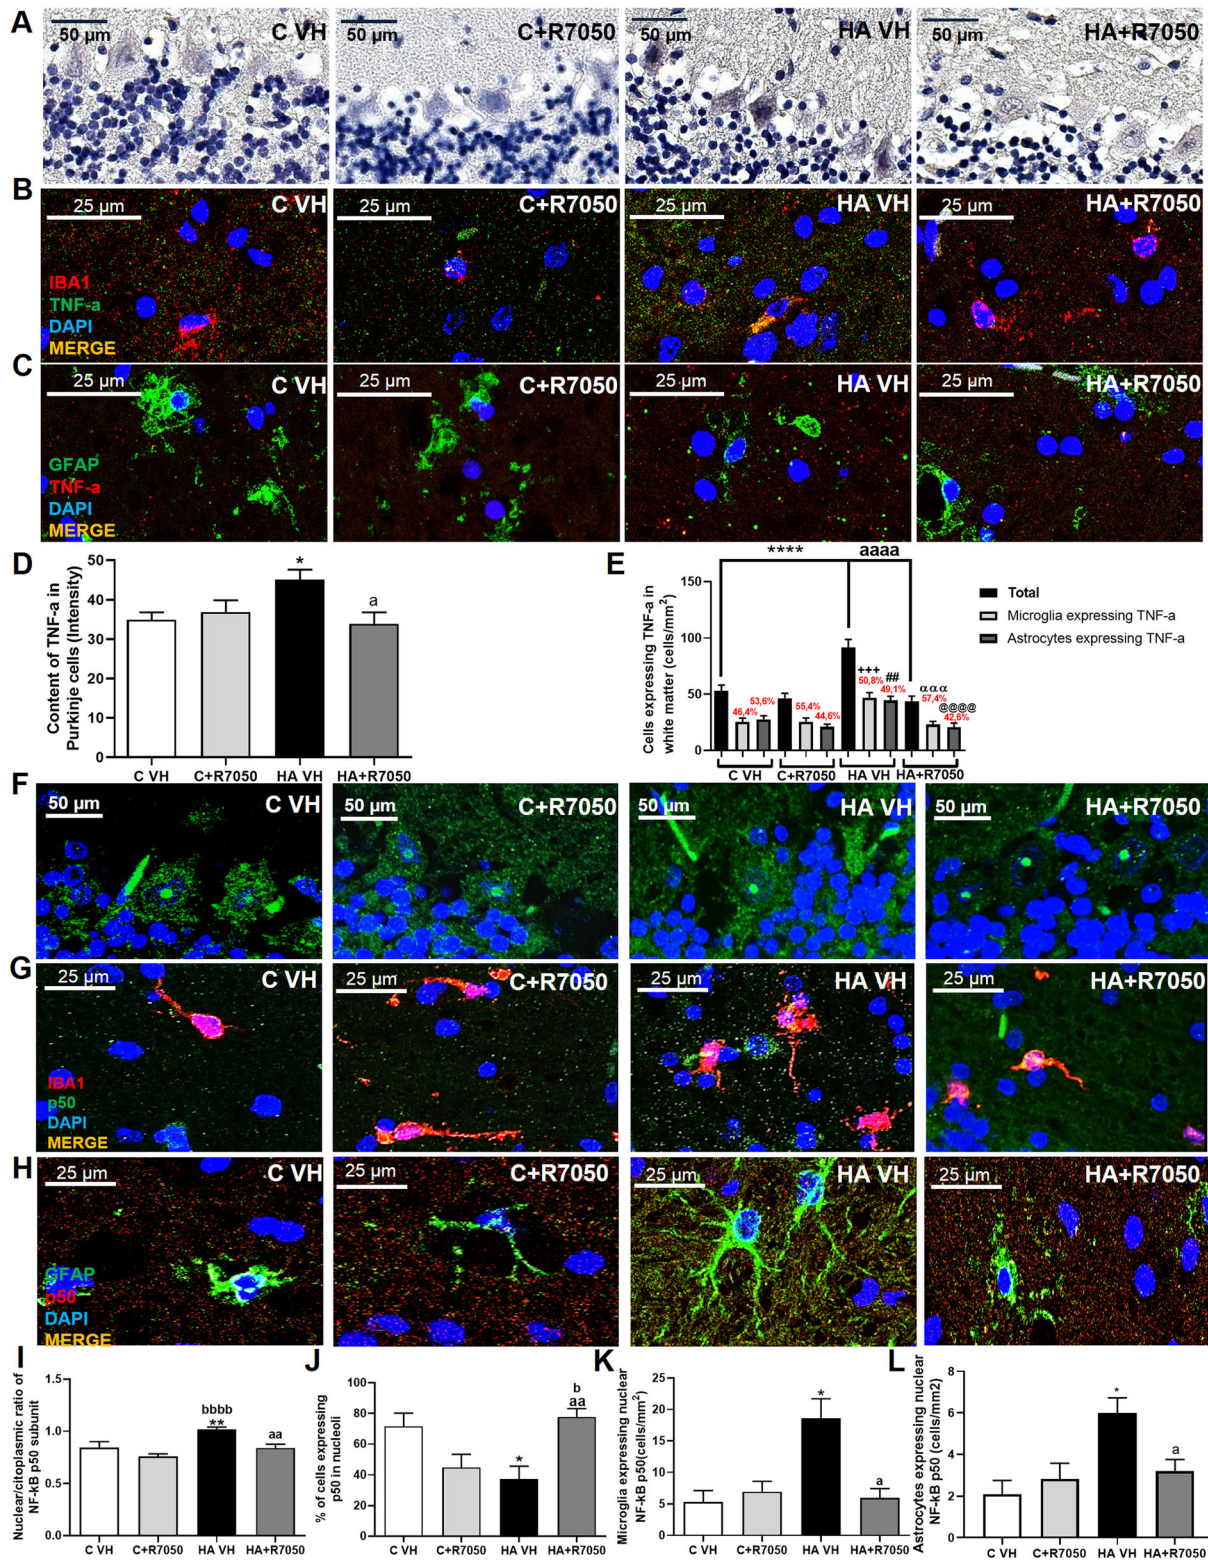 A
50 µm
C VH
50 µm
C+R7050
50 µm
HA VH
50 µm
HA+R7050
B
25 µm
C VH
IBA1
TNF-a
DAPI
MERGE
25 µm
C+R7050
25 µm
HA VH
25 µm
HA+R7050
C
25 µm
C VH
GFAP
TNF-a
DAPI
MERGE
25 µm
C+R7050
25 µm
HA VH
25 µm
HA+R7050
D
Content of TNF-a in
Purkinje cells (Intensity)
50
40
30
20
10
0
*
a
C VH
C+R7050
HA VH
HA+R7050
E
Cells expressing TNF-a in
white matter (cells/mm²)
150
100
50
0
****
aaaa
46,4%
53,6%
55,4%
44,6%
+++
50,8%
##
49,1%
ααα
57,4%
@@@@
42,6%
C VH
C+R7050
HA VH
HA+R7050
Total
Microglia expressing TNF-a
Astrocytes expressing TNF-a
F
50 µm
C VH
50 µm
C+R7050
50 µm
HA VH
50 µm
HA+R7050
G
25 µm
C VH
IBA1
p50
DAPI
MERGE
25 µm
C+R7050
25 µm
HA VH
25 µm
HA+R7050
H
25 µm
C VH
GFAP
p50
DAPI
MERGE
25 µm
C+R7050
25 µm
HA VH
25 µm
HA+R7050
I
Nuclear/citoplasmic ratio of
NF-kB p50 subunit
1.5
1.0
0.5
0.0
bbbb
**
aa
C VH
C+R7050
HA VH
HA+R7050
J
% of cells expressing
p50 in nucleoli
100
80
60
40
20
0
*
b
aa
C VH
C+R7050
HA VH
HA+R7050
K
Microglia expressing nuclear
NF-kB p50(cells/mm²)
25
20
15
10
5
0
*
a
C VH
C+R7050
HA VH
HA+R7050
L
Astrocytes expressing nuclear
NF-kB p50 (cells/mm2)
8
6
4
2
0
*
a
C VH
C+R7050
HA VH
HA+R7050